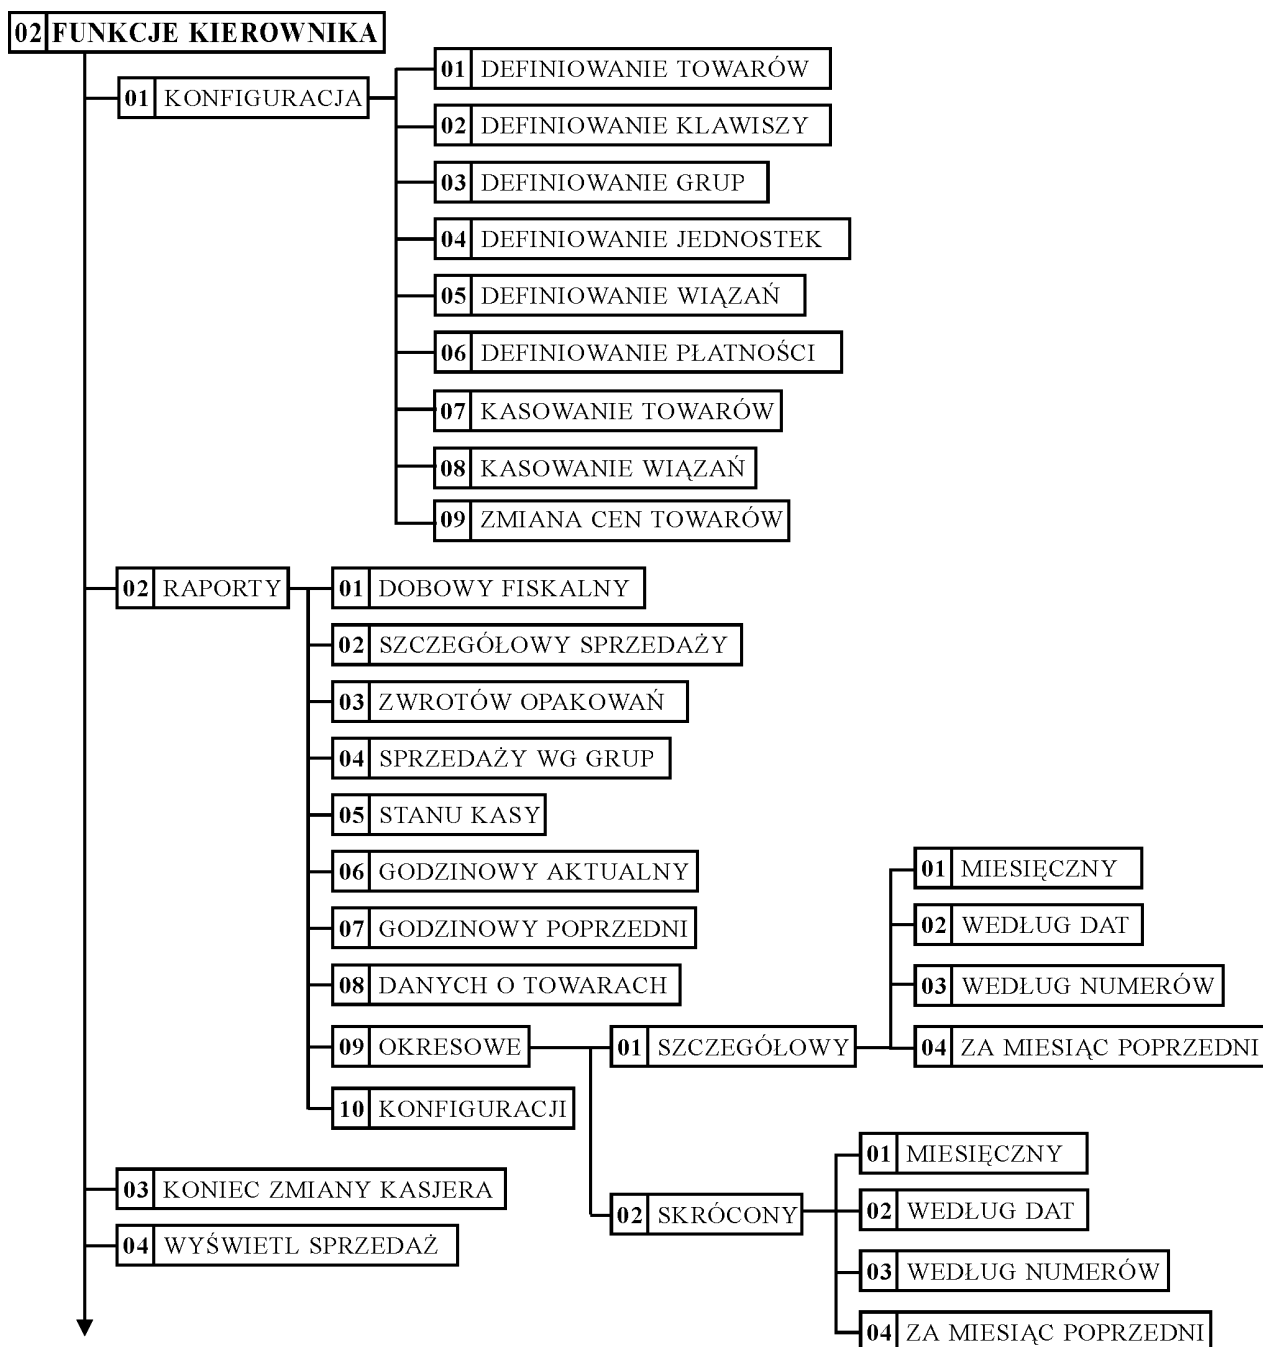 02 FUNKCJE KIEROWNIKA
01 KONFIGURACJA
01 DEFINIOWANIE TOWARÓW
02 DEFINIOWANIE KLAWISZY
03 DEFINIOWANIE GRUP
04 DEFINIOWANIE JEDNOSTEK
05 DEFINIOWANIE WIĄZAŃ
06 DEFINIOWANIE PŁATNOŚCI
07 KASOWANIE TOWARÓW
08 KASOWANIE WIĄZAŃ
09 ZMIANA CEN TOWARÓW
02 RAPORTY
01 DOBOWY FISKALNY
02 SZCZEGÓŁOWY SPRZEDAŻY
03 ZWROTÓW OPAKOWAŃ
04 SPRZEDAŻY WG GRUP
05 STANU KASY
06 GODZINOWY AKTUALNY
07 GODZINOWY POPRZEDNI
08 DANYCH O TOWARACH
09 OKRESOWE
01 SZCZEGÓŁOWY
01 MIESIĘCZNY
02 WEDŁUG DAT
03 WEDŁUG NUMERÓW
04 ZA MIESIĄC POPRZEDNI
02 SKRÓCONY
01 MIESIĘCZNY
02 WEDŁUG DAT
03 WEDŁUG NUMERÓW
04 ZA MIESIĄC POPRZEDNI
10 KONFIGURACJI
03 KONIEC ZMIANY KASJERA
04 WYŚWIETL SPRZEDAŻ